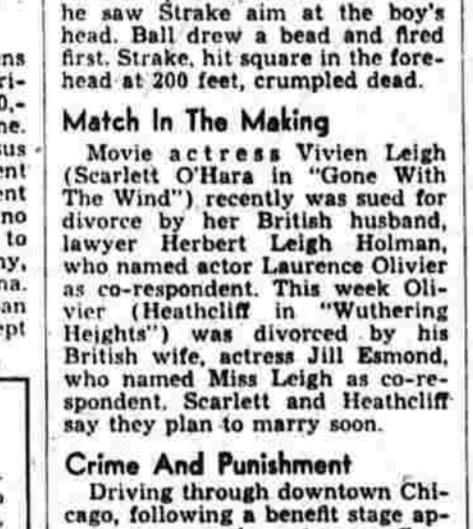 he saw Strake aim at the boy's
head. Ball drew a bead and fired
first. Strake, hit square in the fore-
head at 200 feet, crumpled dead.
Match In The Making
Movie actress Vivien Leigh
(Scarlett O'Hara in "Gone With
The Wind") recently was sued for
divorce by her British husband,
lawyer Herbert Leigh Holman,
who named actor Laurence Olivier
as co-respondent. This week Oli-
vier (Heathcliff in "Wuthering
Heights") was divorced by his
British wife, actress Jill Esmond,
who named Miss Leigh as co-re-
spondent. Scarlett and Heathcliff
say they plan to marry soon.
Crime And Punishment
Driving through downtown Chi-
cago, following a benefit stage ap-